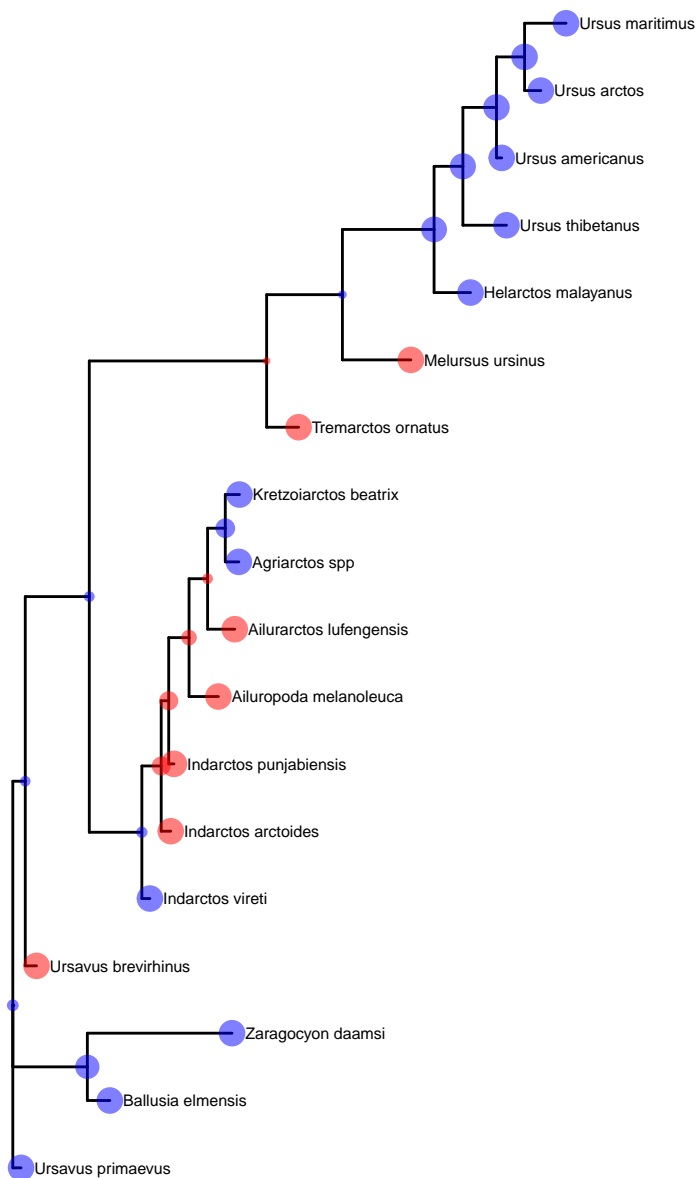 Ursus maritimus
Ursus arctos
Ursus americanus
Ursus thibetanus
Helarctos malayanus
Melursus ursinus
Tremarctos ornatus
Kretzoiarctos beatrix
Agriarctos spp
Ailurarctos lufengensis
Ailuropoda melanoleuca
Indarctos punjabiensis
Indarctos arctoides
Indarctos vireti
Ursavus brevirhinus
Zaragocyon daamsi
Ballusia elmensis
Ursavus primaevus